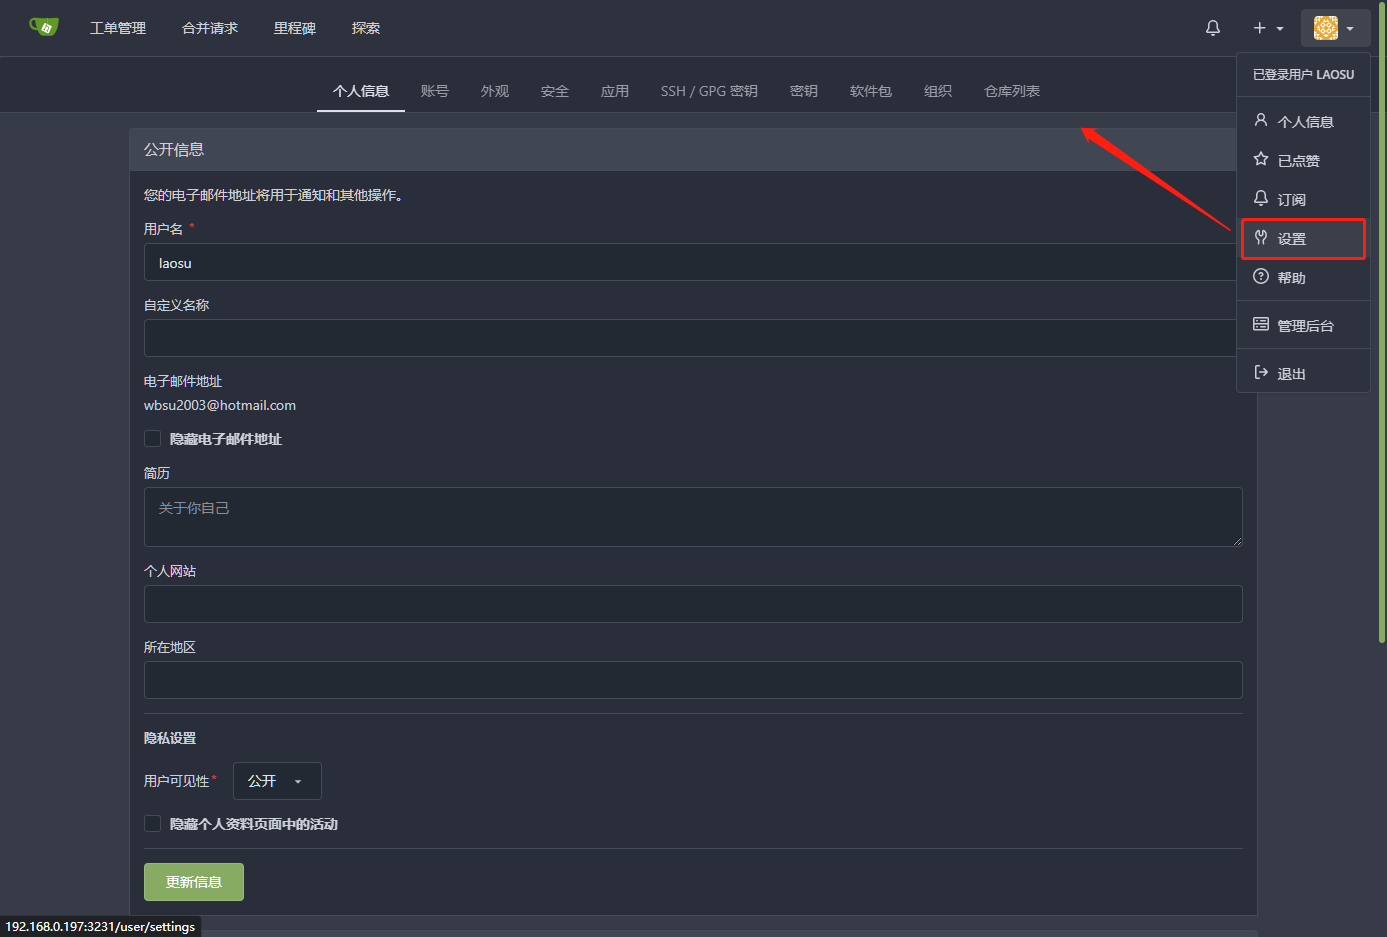 工单管理 合并请求 里程碑 探索
已登录用户 LAOSU
个人信息 账号 外观 安全 应用 SSH / GPG 密钥 密钥 软件包 组织 仓库列表
个人信息
已点赞
订阅
设置
帮助
管理后台
退出
公开信息
您的电子邮件地址将用于通知和其他操作。
用户名 *
laosu
自定义名称
电子邮件地址
wbsu2003@hotmail.com
隐藏电子邮件地址
简历
关于你自己
个人网站
所在地区
隐私设置
用户可见性* 公开
隐藏个人资料页面中的活动
更新信息
192.168.0.197:3231/user/settings